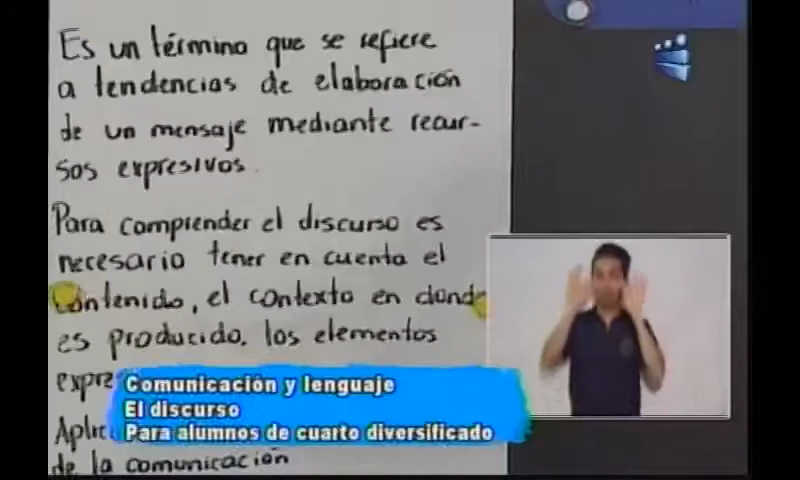 Es un término que se refiere
a tendencias de elaboración
de un mensaje mediante recur-
sos expresivos.
Para comprender el discurso es
necesario tener en cuenta el
contenido, el contexto en donde
es producido. los elementos
Comunicación y lenguaje
El discurso
Para alumnos de cuarto diversificado
de la comunicación